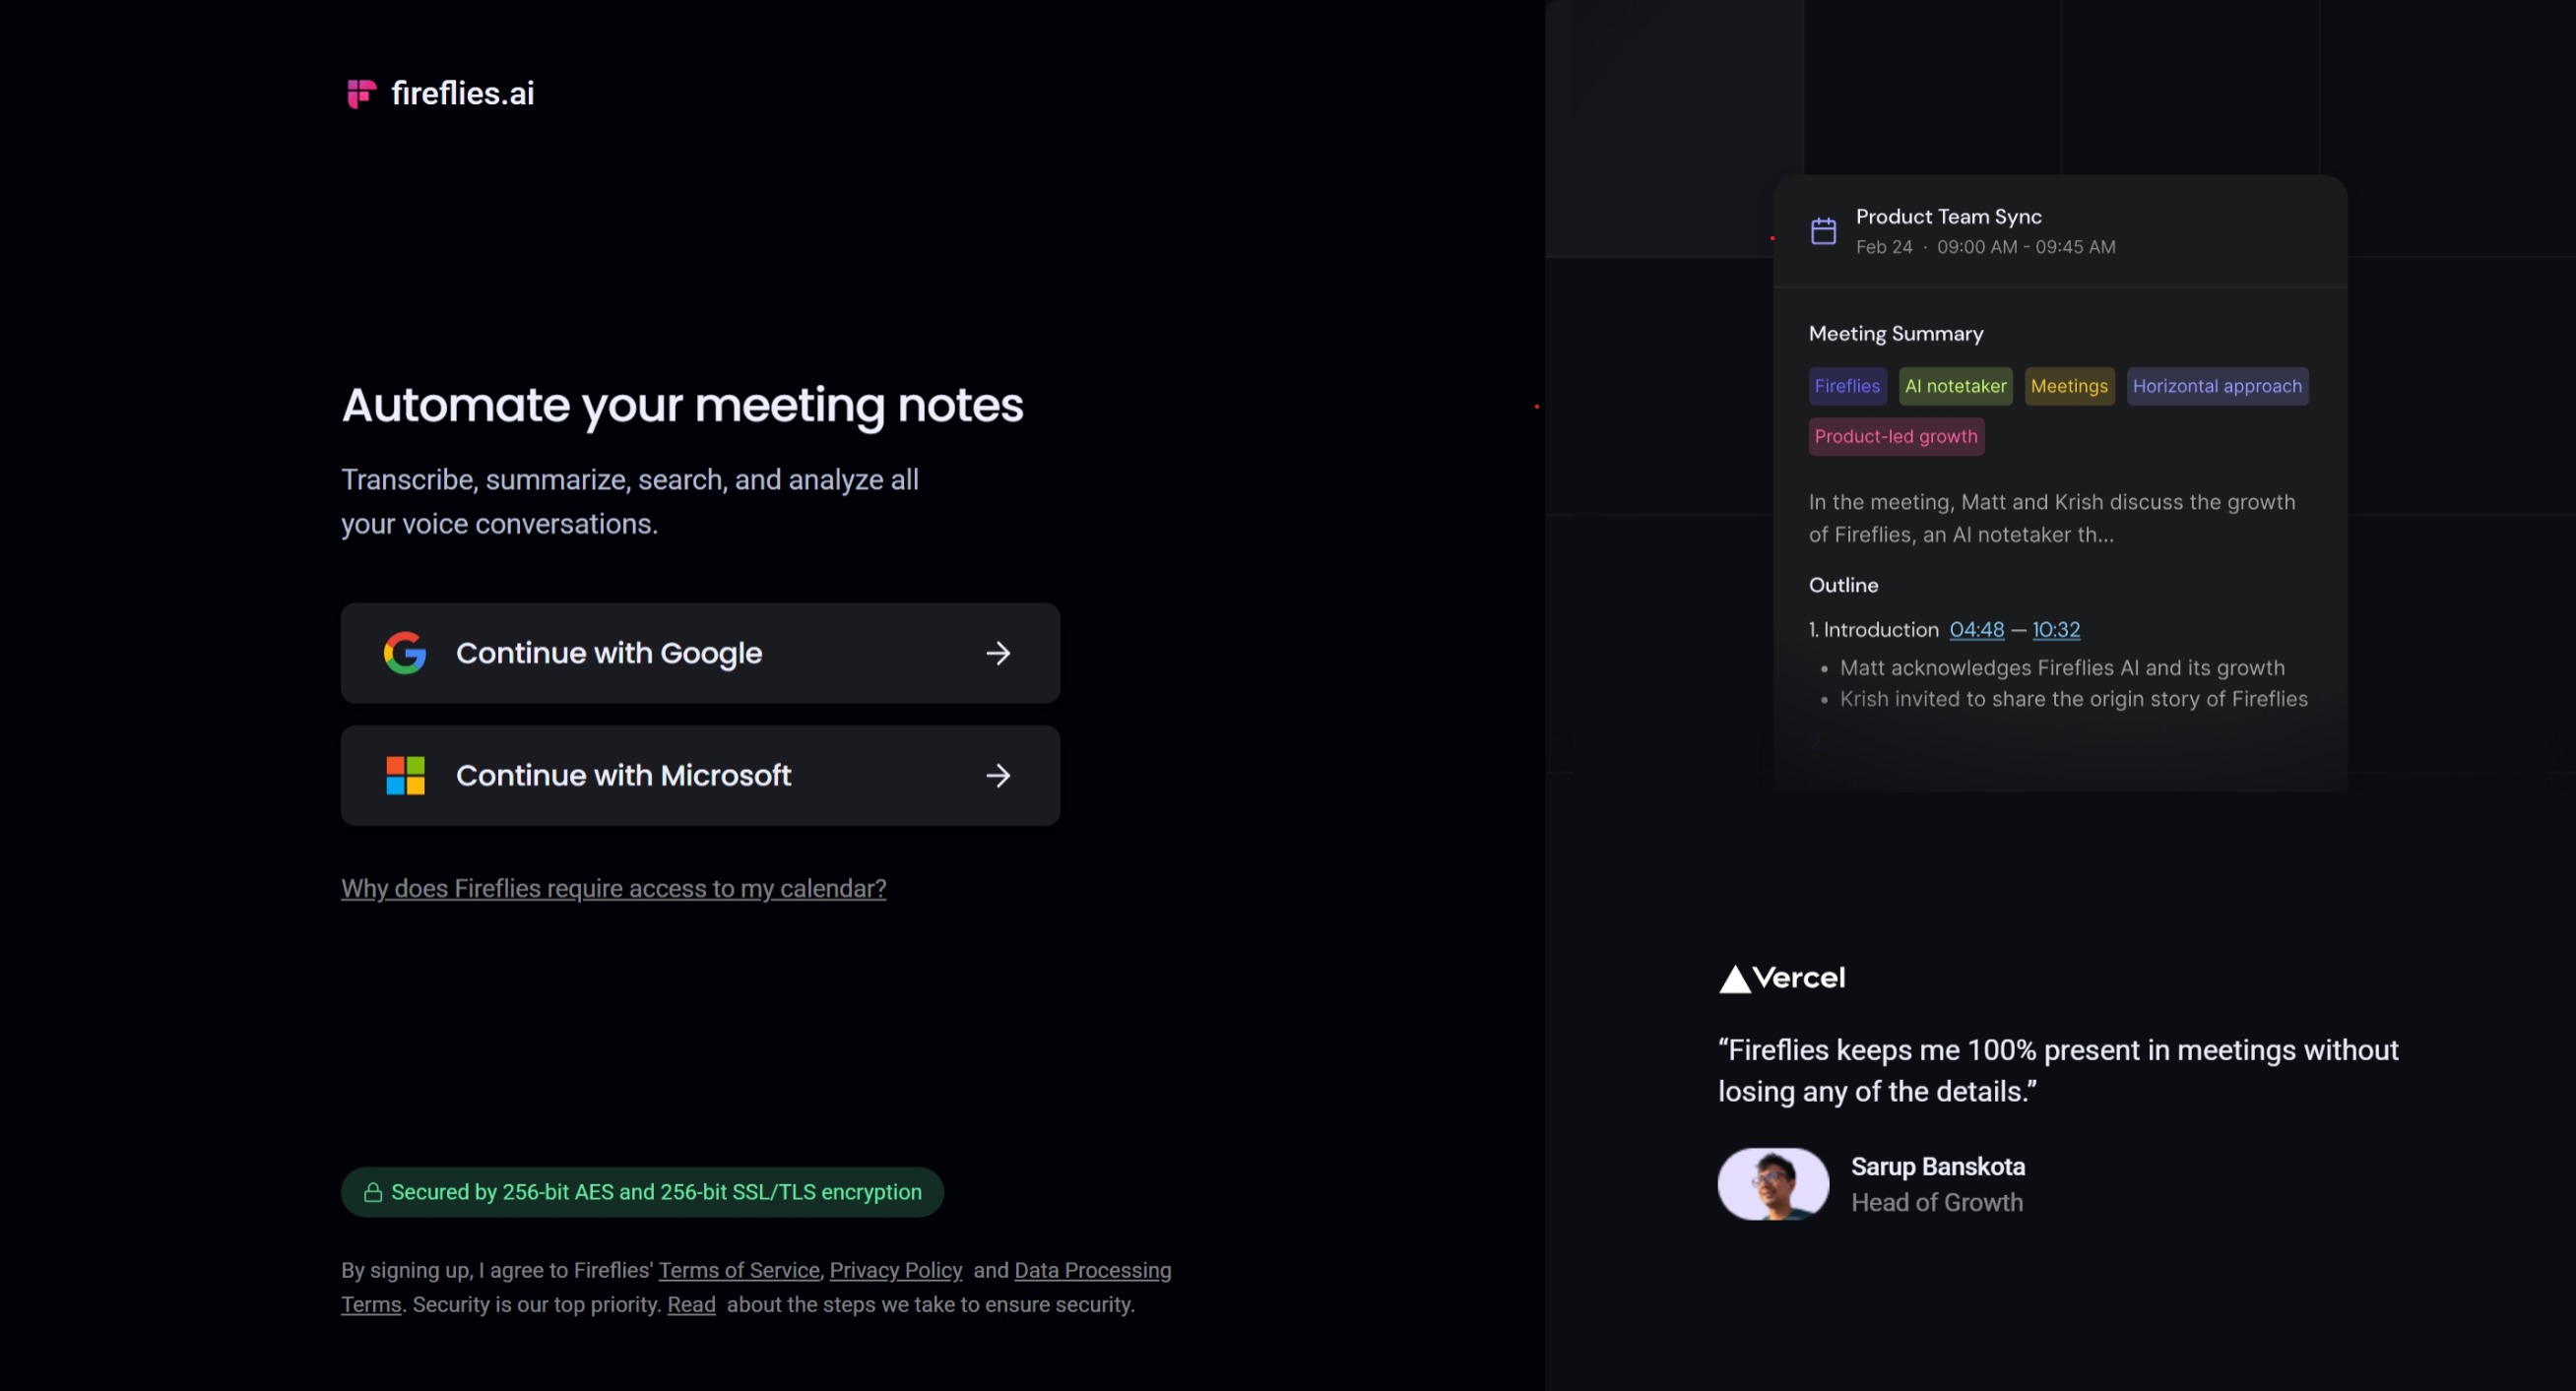 fireflies.ai
Automate your meeting notes
Transcribe, summarize, search, and analyze all
your voice conversations.
Continue with Google
Continue with Microsoft
Why does Fireflies require access to my calendar?
Secured by 256-bit AES and 256-bit SSL/TLS encryption
By signing up, I agree to Fireflies' Terms of Service, Privacy Policy and Data Processing
Terms. Security is our top priority. Read about the steps we take to ensure security.
Product Team Sync
Feb 24 · 09:00 AM - 09:45 AM
Meeting Summary
Fireflies AI notetaker Meetings Horizontal approach
Product-led growth
In the meeting, Matt and Krish discuss the growth
of Fireflies, an AI notetaker th...
Outline
1. Introduction 04:48 — 10:32
• Matt acknowledges Fireflies AI and its growth
• Krish invited to share the origin story of Fireflies
Vercel
“Fireflies keeps me 100% present in meetings without
losing any of the details.”
Sarup Banskota
Head of Growth